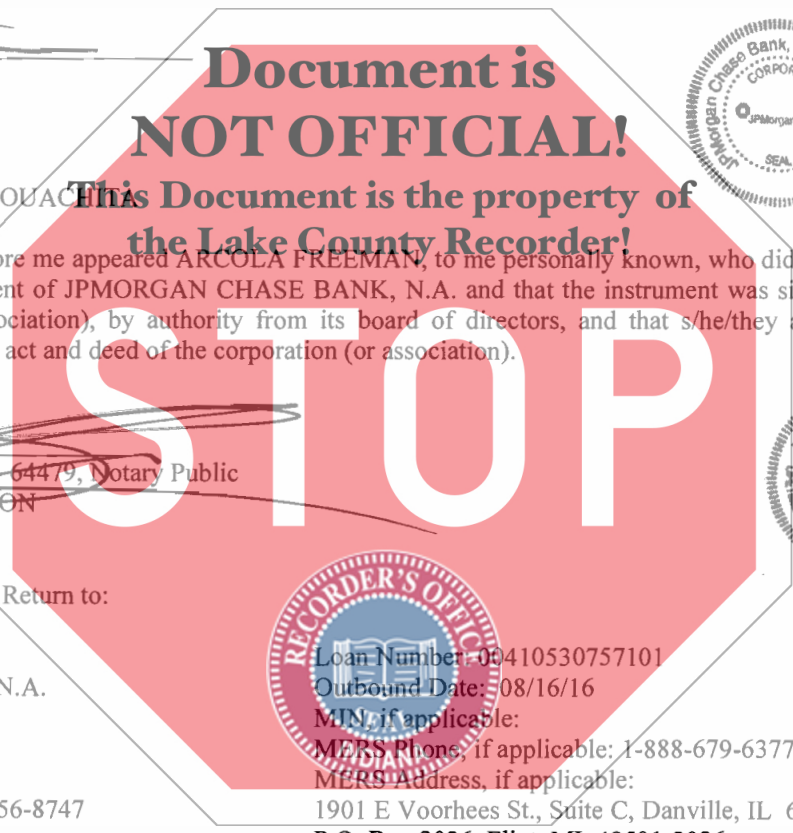 Document is
NOT OFFICIAL!
This Document is the property of
the Lake County Recorder!
JPMorgan Chase Bank,
SEAL
OUACHITA
ore me appeared ARCOLA FREEMAN, to me personally known, who did
ent of JPMORGAN CHASE BANK, N.A. and that the instrument was si
ociation), by authority from its board of directors, and that s/he/they a
act and deed of the corporation (or association).
STOP
64479, Notary Public
ON
Return to:
RECORDER'S OFFICE
SEAL
INDIANA
Loan Number: 00410530757101
N.A.
Outbound Date: 08/16/16
MIN, if applicable:
MERS Phone, if applicable: 1-888-679-6377
MERS Address, if applicable:
56-8747
1901 E Voorhees St., Suite C, Danville, IL 6